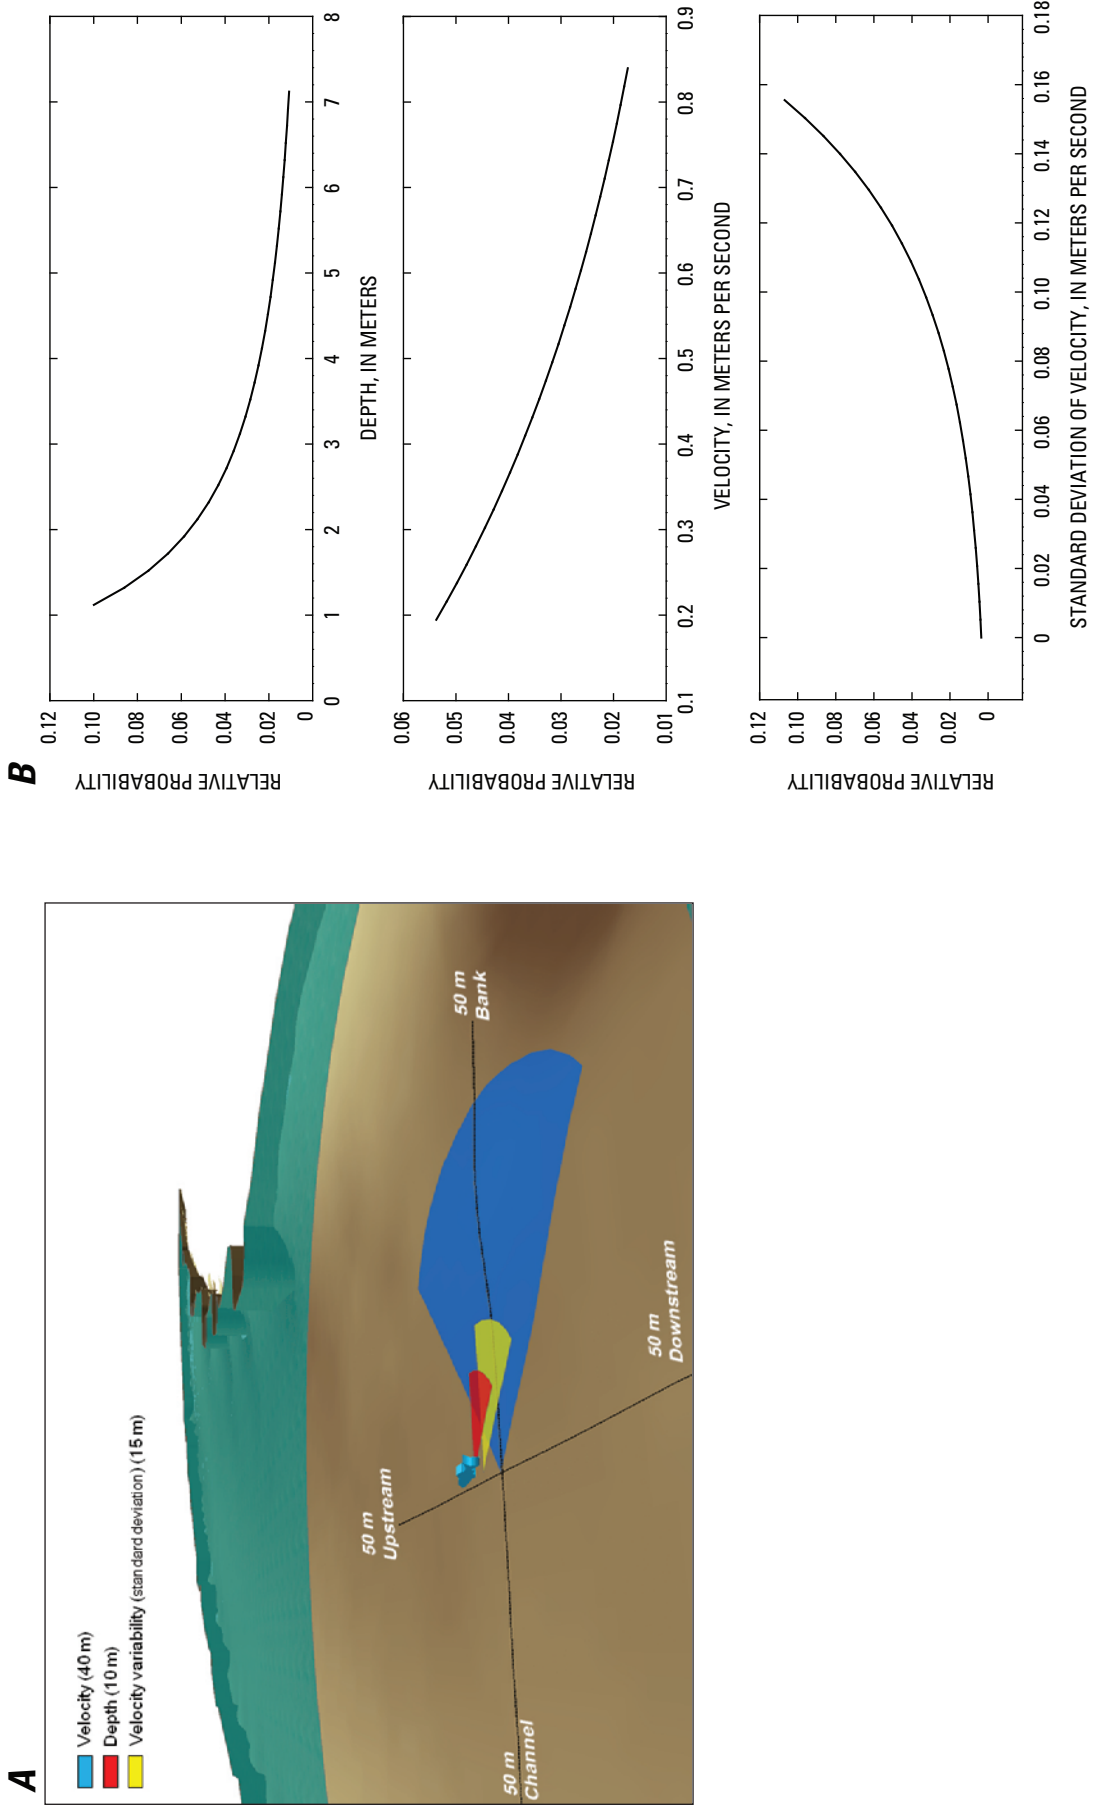 A
Velocity (40 m)
Depth (10 m)
Velocity variability (standard deviation) (15 m)
50 m
Upstream
50 m
Bank
50 m
Channel
50 m
Downstream
B
RELATIVE PROBABILITY
0.12
0.10
0.08
0.06
0.04
0.02
0
0 1 2 3 4 5 6 7 8
DEPTH, IN METERS
RELATIVE PROBABILITY
0.06
0.05
0.04
0.03
0.02
0.01
0.1 0.2 0.3 0.4 0.5 0.6 0.7 0.8 0.9
VELOCITY, IN METERS PER SECOND
RELATIVE PROBABILITY
0.12
0.10
0.08
0.06
0.04
0.02
0
0 0.02 0.04 0.06 0.08 0.10 0.12 0.14 0.16 0.18
STANDARD DEVIATION OF VELOCITY, IN METERS PER SECOND